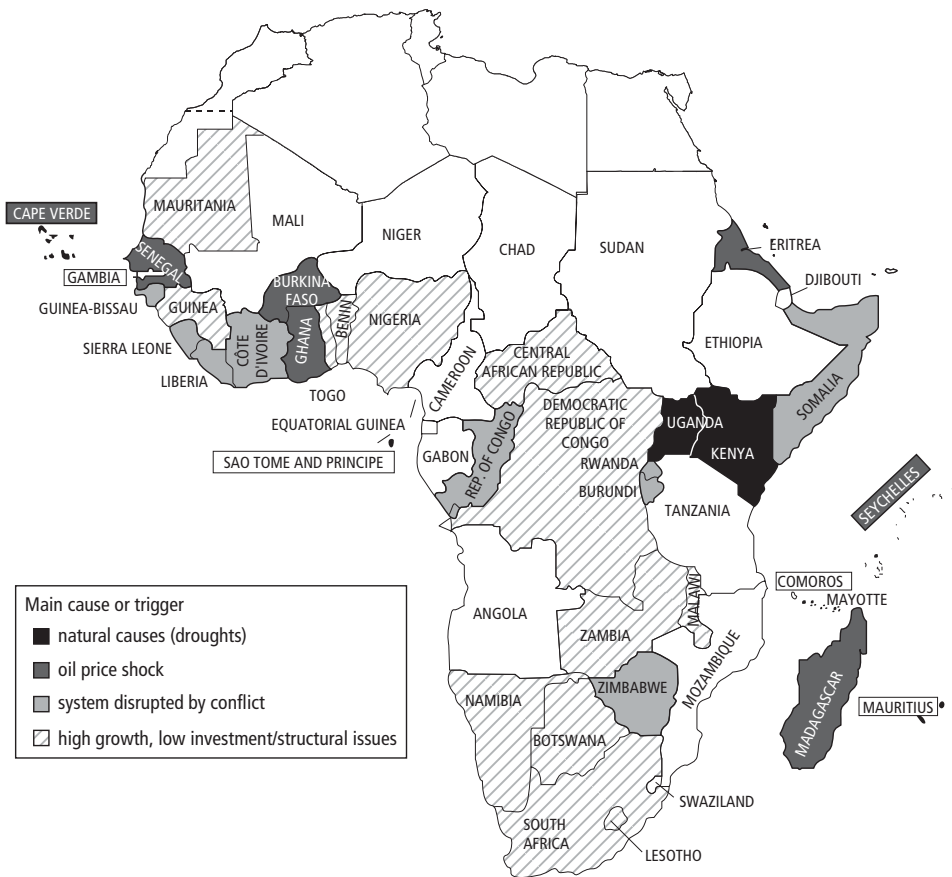 MAURITANIA
CAPE VERDE
MALI
NIGER
CHAD
SUDAN
ERITREA
SENEGAL
GAMBIA
DJIBOUTI
BURKINA
FASO
GUINEA-BISSAU
GUINEA
BENIN
NIGERIA
CÔTE
D'IVOIRE
GHANA
ETHIOPIA
SIERRA LEONE
CENTRAL
AFRICAN REPUBLIC
CAMEROON
LIBERIA
SOMALIA
TOGO
DEMOCRATIC
REPUBLIC OF
CONGO
EQUATORIAL GUINEA
UGANDA
REP. OF CONGO
KENYA
GABON
SAO TOME AND PRINCIPE
RWANDA
BURUNDI
SEYCHELLES
TANZANIA
COMOROS
MAYOTTE
ANGOLA
MALAWI
ZAMBIA
MOZAMBIQUE
ZIMBABWE
NAMIBIA
MADAGASCAR
MAURITIUS
BOTSWANA
SWAZILAND
SOUTH
AFRICA
LESOTHO
Main cause or trigger
natural causes (droughts)
oil price shock
system disrupted by conflict
high growth, low investment/structural issues